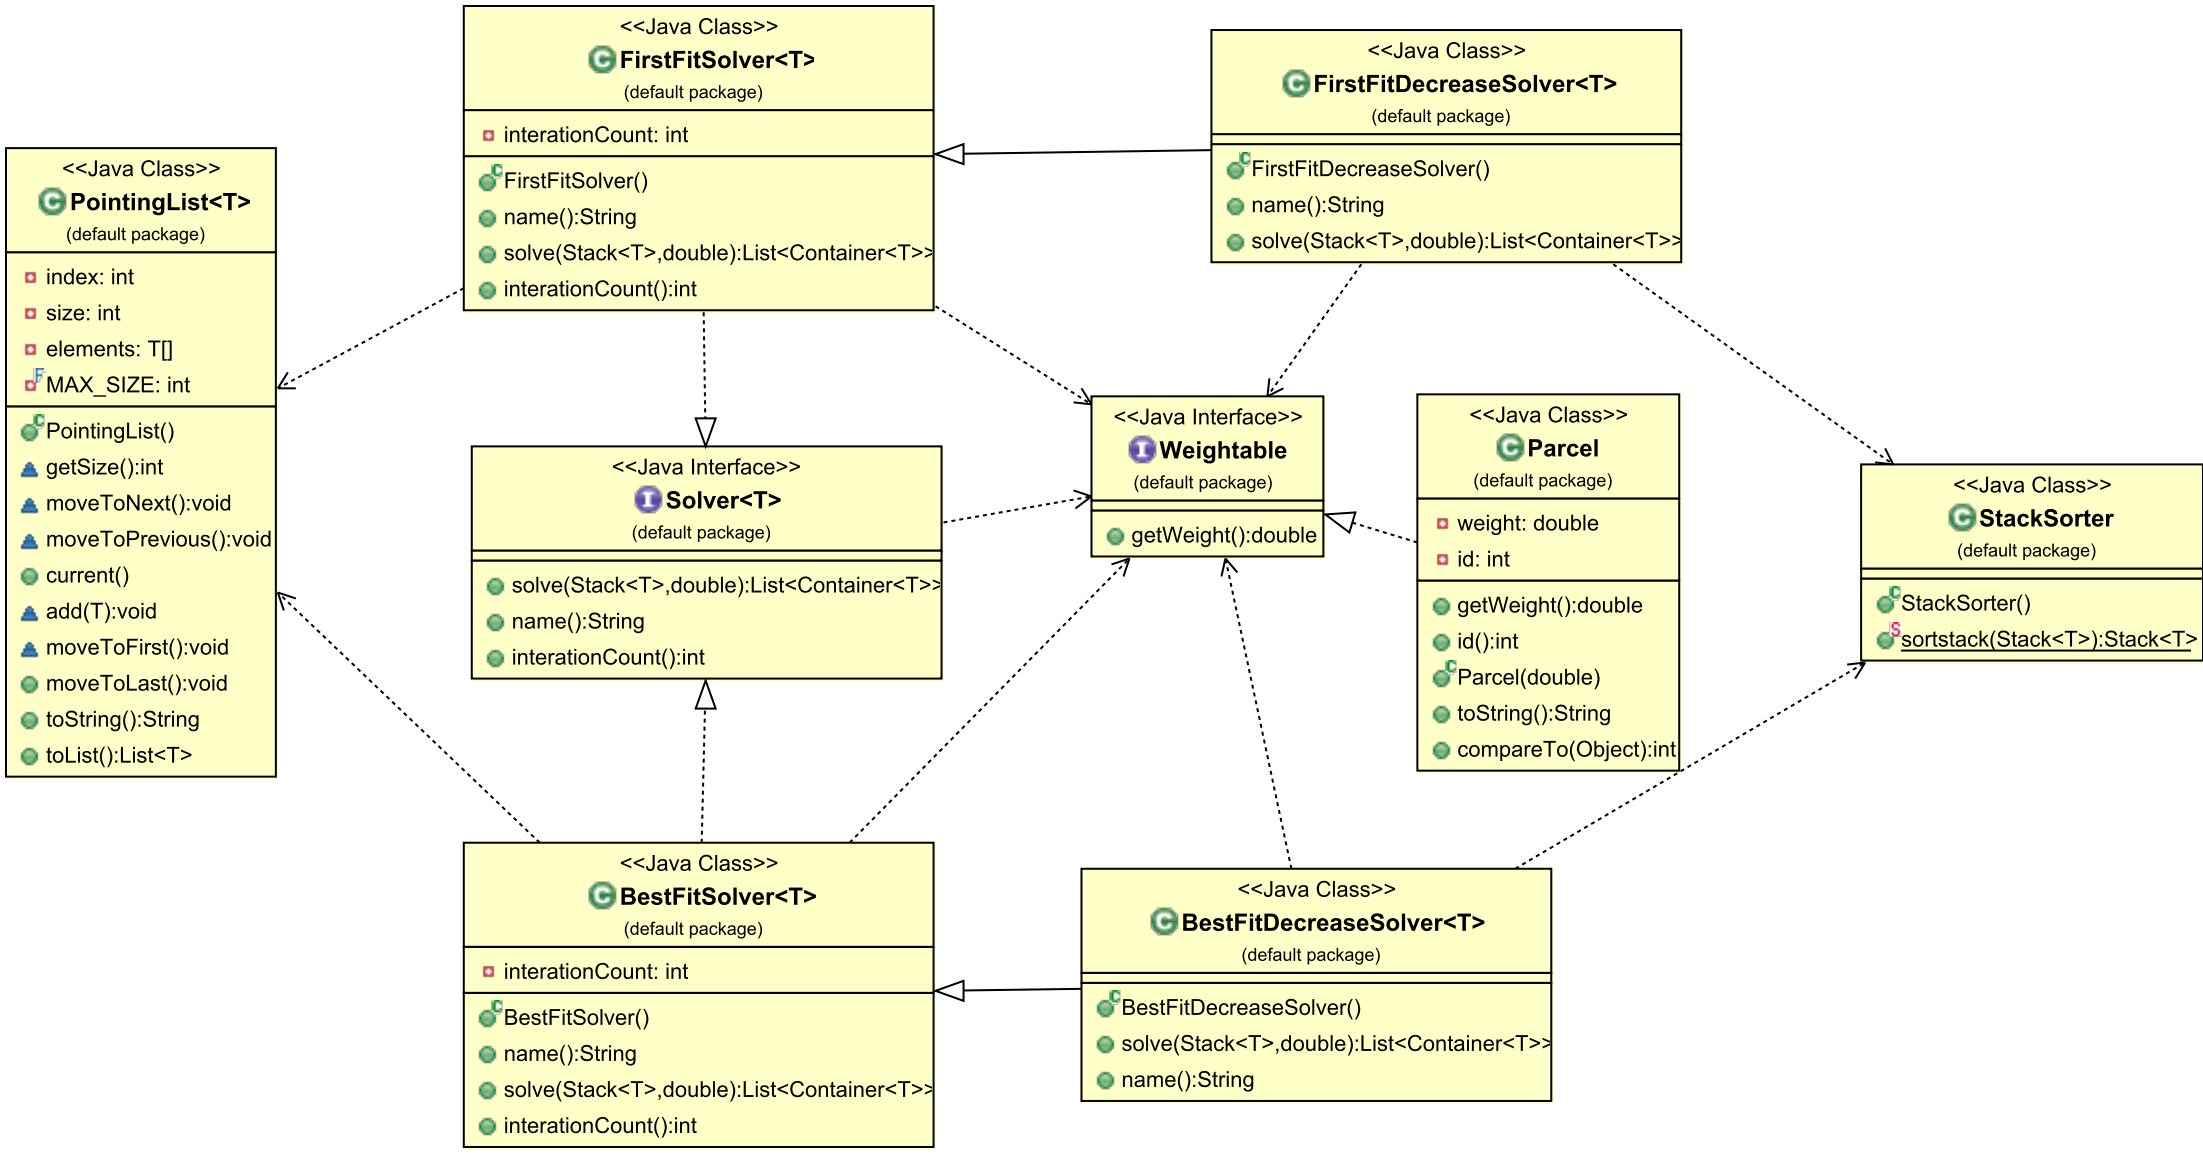 <<Java Class>>
FirstFitSolver<T>
(default package)
interationCount: int
FirstFitSolver()
name():String
solve(Stack<T>,double):List<Container<T>>
interationCount():int
<<Java Class>>
FirstFitDecreaseSolver<T>
(default package)
FirstFitDecreaseSolver()
name():String
solve(Stack<T>,double):List<Container<T>>
<<Java Class>>
PointingList<T>
(default package)
index: int
size: int
elements: T[]
MAX_SIZE: int
PointingList()
getSize():int
moveToNext():void
moveToPrevious():void
current()
add(T):void
moveToFirst():void
moveToLast():void
toString():String
toList():List<T>
<<Java Interface>>
Solver<T>
(default package)
solve(Stack<T>,double):List<Container<T>>
name():String
interationCount():int
<<Java Interface>>
Weightable
(default package)
getWeight():double
<<Java Class>>
Parcel
(default package)
weight: double
id: int
getWeight():double
id():int
Parcel(double)
toString():String
compareTo(Object):int
<<Java Class>>
StackSorter
(default package)
StackSorter()
sortstack(Stack<T>):Stack<T>
<<Java Class>>
BestFitSolver<T>
(default package)
interationCount: int
BestFitSolver()
name():String
solve(Stack<T>,double):List<Container<T>>
interationCount():int
<<Java Class>>
BestFitDecreaseSolver<T>
(default package)
BestFitDecreaseSolver()
solve(Stack<T>,double):List<Container<T>>
name():String